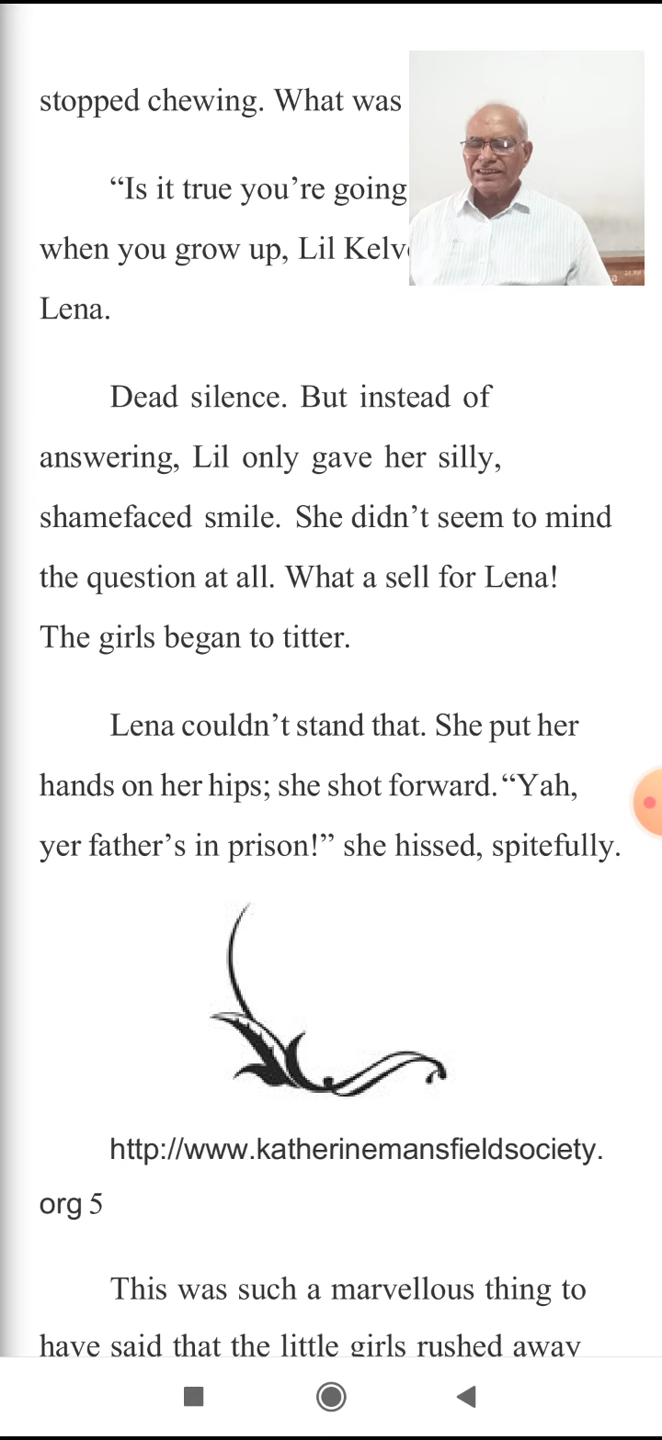 stopped chewing. What was
“Is it true you’re going
when you grow up, Lil
Lena.
Dead silence. But instead of
answering, Lil only gave her silly,
shamefaced smile. She didn’t seem to mind
the question at all. What a sell for Lena!
The girls began to titter.
Lena couldn’t stand that. She put her
hands on her hips; she shot forward. “Yah,
yer father’s in prison!” she hissed, spitefully.
http://www.katherinemansfieldsociety.
org 5
This was such a marvellous thing to
have said that the little girls rushed away